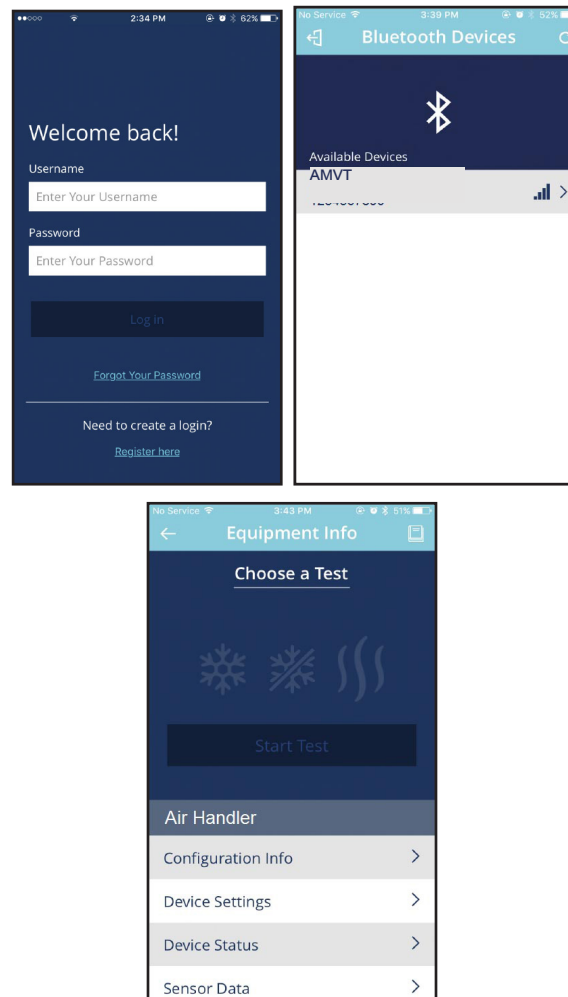 2:34 PM
62%
Welcome back!
Username
Enter Your Username
Password
Enter Your Password
Log in
Forgot Your Password
Need to create a login?
Register here
No Service
3:39 PM
52%
Bluetooth Devices
Available Devices
AMVT
No Service
3:43 PM
51%
Equipment Info
Choose a Test
Start Test
Air Handler
Configuration Info
Device Settings
Device Status
Sensor Data